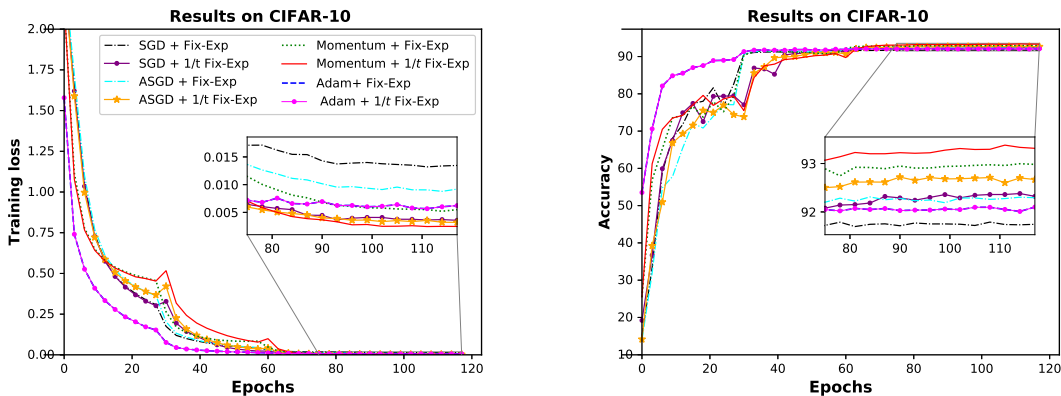 Results on CIFAR-10
Training loss
2.00
1.75
1.50
1.25
1.00
0.75
0.50
0.25
0.00
SGD + Fix-Exp
SGD + 1/t Fix-Exp
ASGD + Fix-Exp
ASGD + 1/t Fix-Exp
Momentum + Fix-Exp
Momentum + 1/t Fix-Exp
Adam+ Fix-Exp
Adam + 1/t Fix-Exp
0.015
0.010
0.005
80 90 100 110
0 20 40 60 80 100 120
Epochs
Results on CIFAR-10
Accuracy
90
80
70
60
50
40
30
20
10
93
92
80 90 100 110
0 20 40 60 80 100 120
Epochs